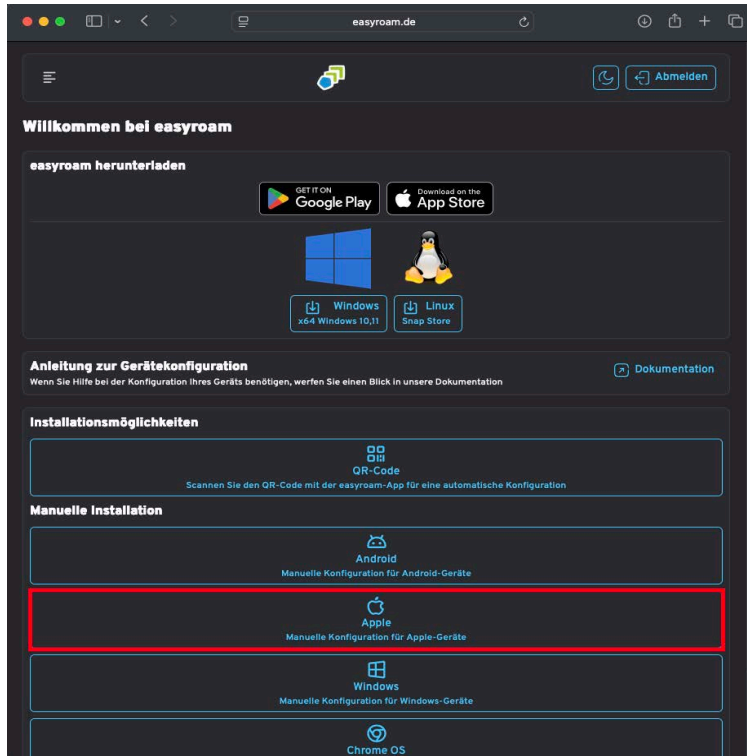 easyroam.de
Abmelden
Willkommen bei easyroam
easyroam herunterladen
GET IT ON
Google Play
Download on the
App Store
Windows
x64 Windows 10,11
Linux
Snap Store
Anleitung zur Gerätekonfiguration
Wenn Sie Hilfe bei der Konfiguration Ihres Geräts benötigen, werfen Sie einen Blick in unsere Dokumentation
Dokumentation
Installationsmöglichkeiten
QR-Code
Scannen Sie den QR-Code mit der easyroam-App für eine automatische Konfiguration
Manuelle Installation
Android
Manuelle Konfiguration für Android-Geräte
Apple
Manuelle Konfiguration für Apple-Geräte
Windows
Manuelle Konfiguration für Windows-Geräte
Chrome OS